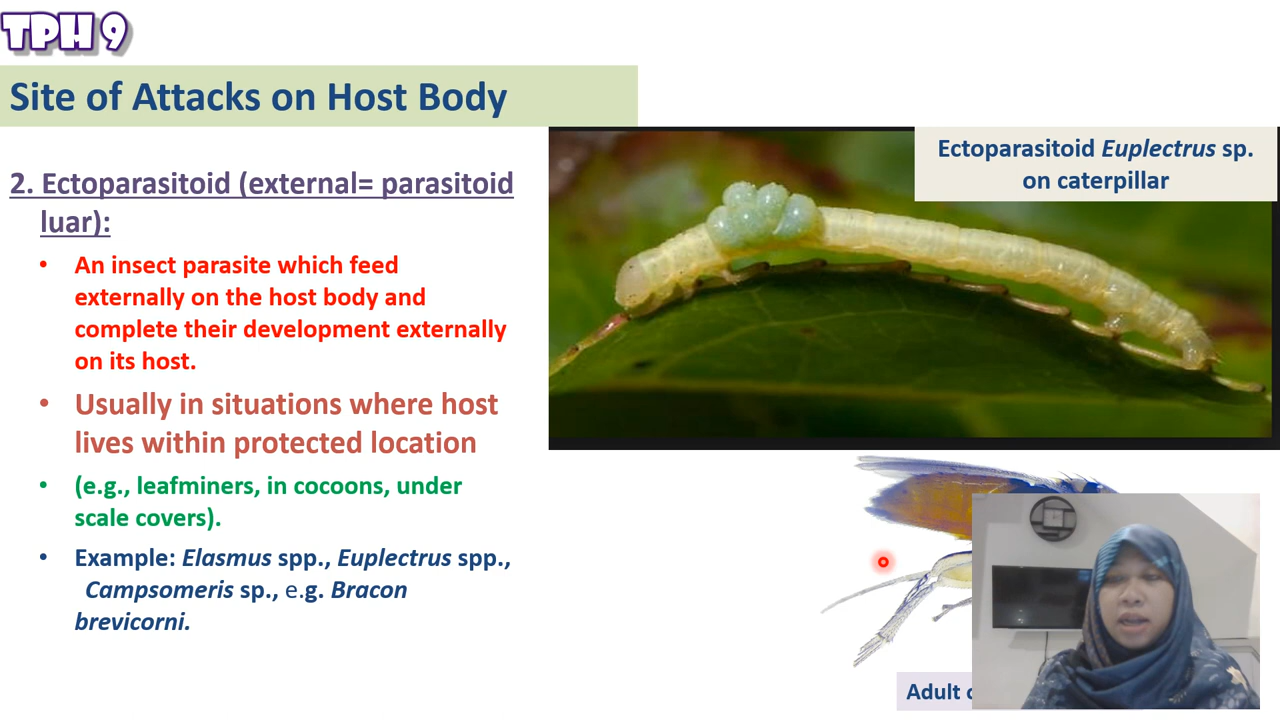 TPH 9
Site of Attacks on Host Body
Ectoparasitoid Euplectrus sp.
on caterpillar
2. Ectoparasitoid (external= parasitoid
luar):
• An insect parasite which feed
externally on the host body and
complete their development externally
on its host.
• Usually in situations where host
lives within protected location
• (e.g., leafminers, in cocoons, under
scale covers).
• Example: Elasmus spp., Euplectrus spp.,
Campsomeris sp., e.g. Bracon
brevicorni.
Adult